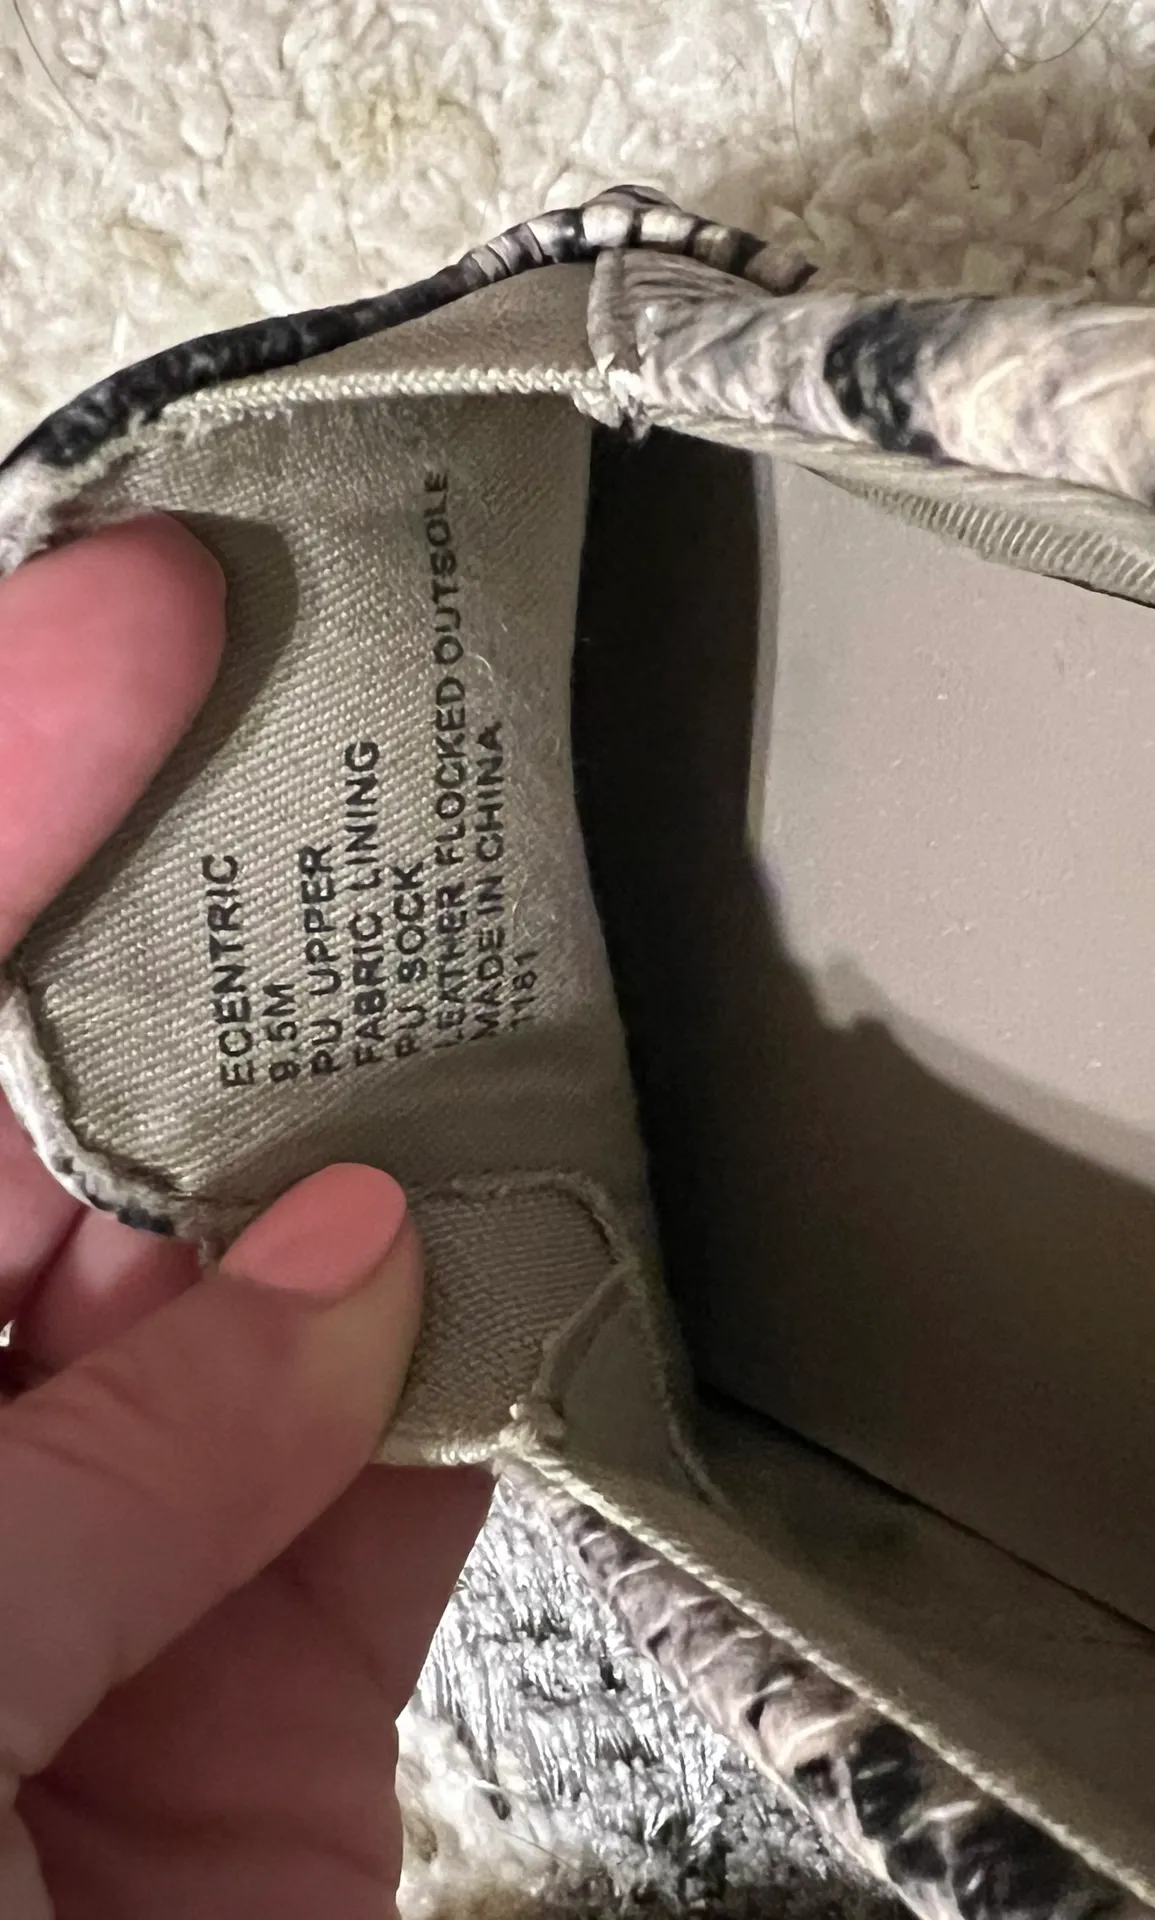 ECENTRIC
9.5M
PU UPPER
FABRIC LINING
PU SOCK
LEATHER FLOCKED OUTSOLE
MADE IN CHINA
1181